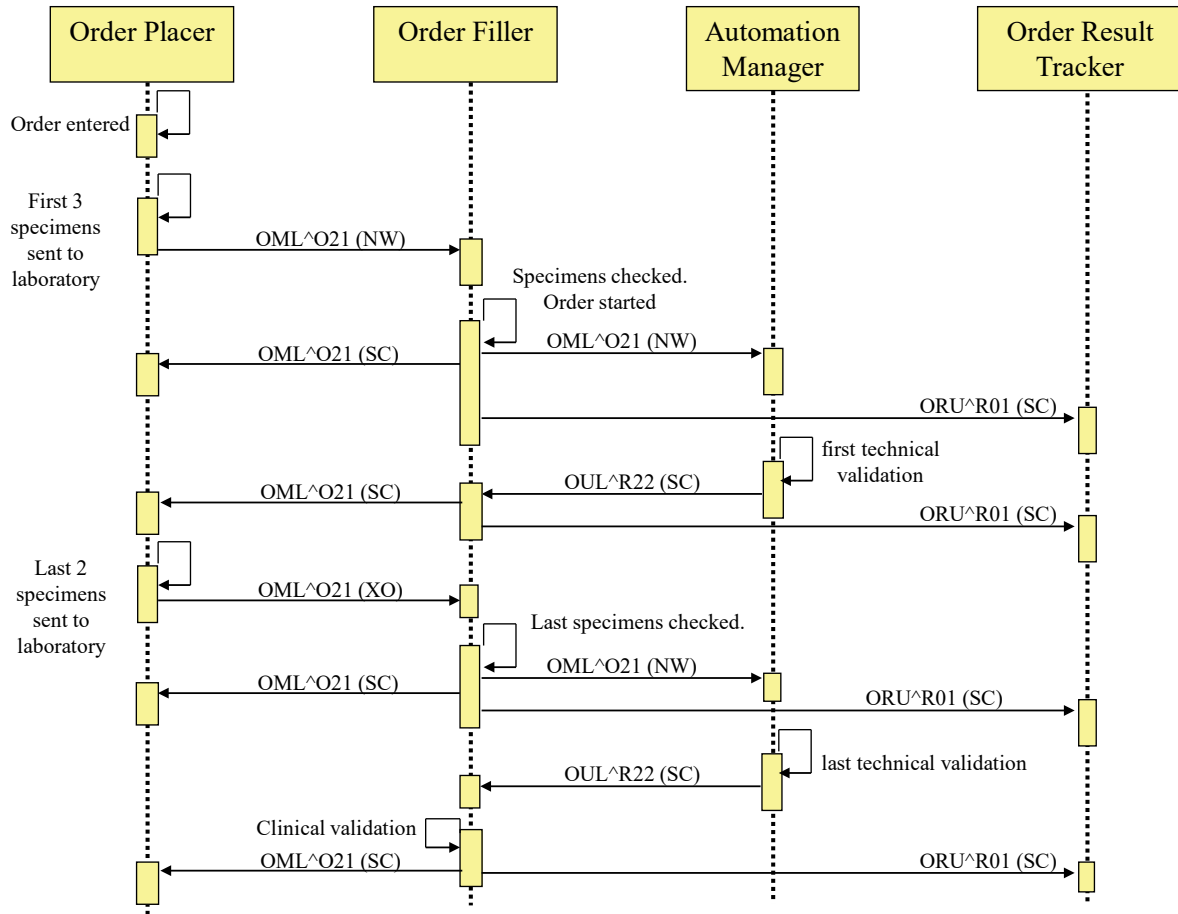 Order Placer
Order Filler
Automation
Manager
Order Result
Tracker
Order entered
First 3
specimens
sent to
laboratory
OML^O21 (NW)
Specimens checked.
Order started
OML^O21 (NW)
OML^O21 (SC)
ORU^R01 (SC)
first technical
validation
OUL^R22 (SC)
OML^O21 (SC)
ORU^R01 (SC)
Last 2
specimens
sent to
laboratory
OML^O21 (XO)
Last specimens checked.
OML^O21 (NW)
OML^O21 (SC)
ORU^R01 (SC)
last technical validation
OUL^R22 (SC)
Clinical validation
OML^O21 (SC)
ORU^R01 (SC)